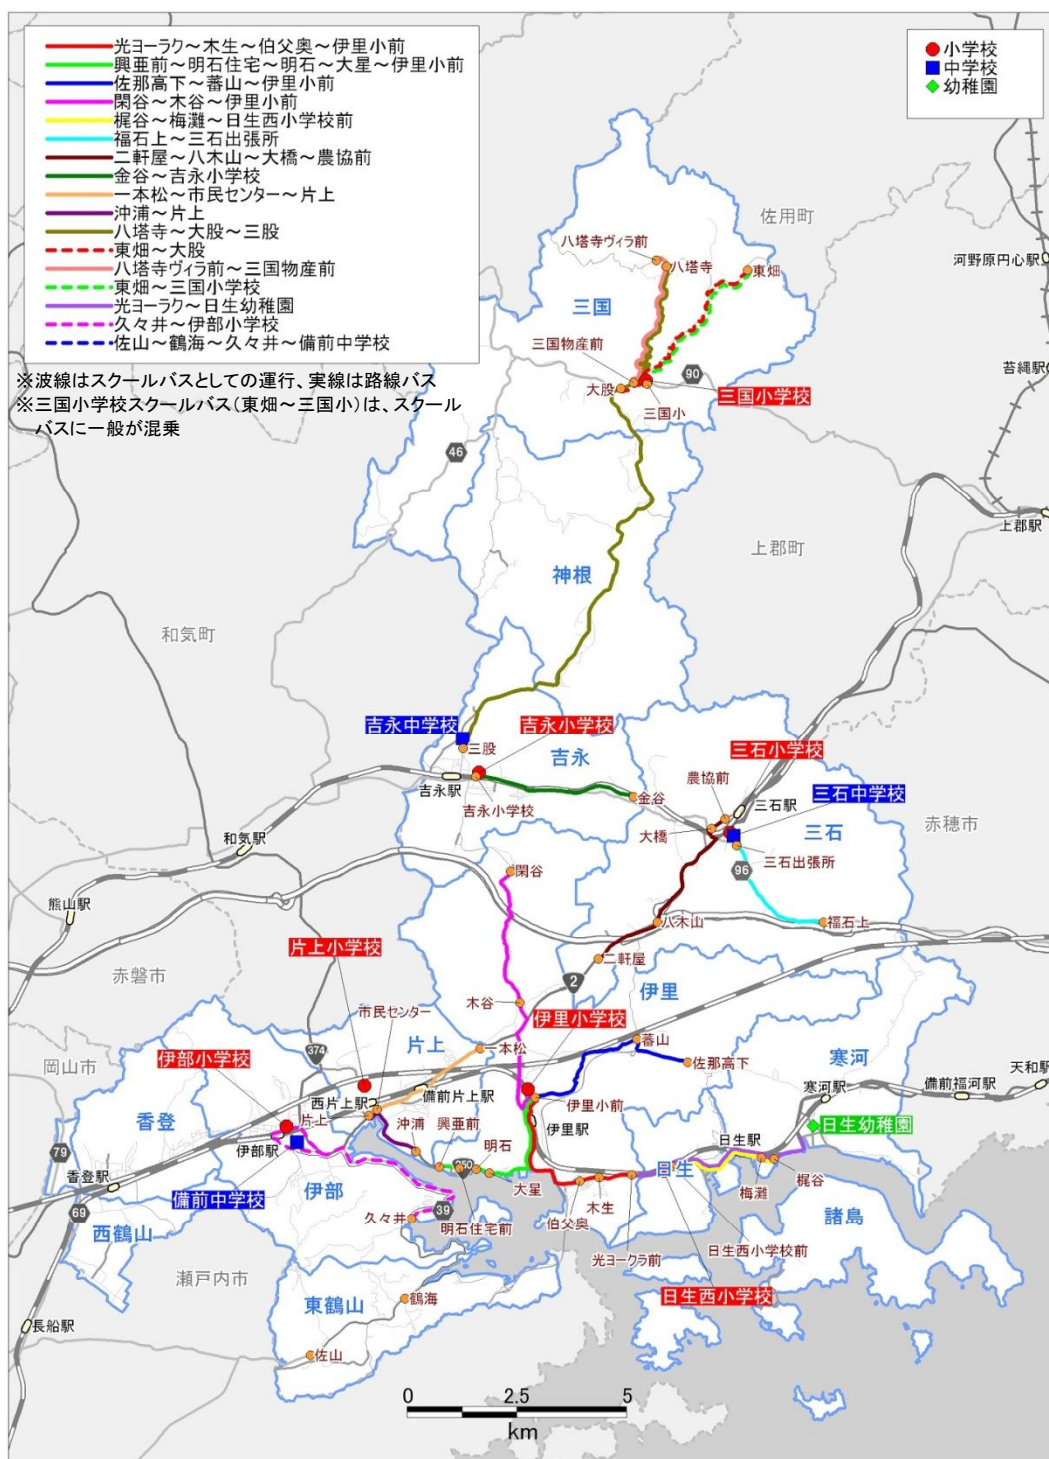 光ヨーラク～木生～伯父奥～伊里小前
興亜前～明石住宅～明石～大星～伊里小前
佐那高下～蕃山～伊里小前
閑谷～木谷～伊里小前
梶谷～梅灘～日生西小学校前
福石上～三石出張所
二軒屋～八木山～大橋～農協前
金谷～吉永小学校
一本松～市民センター～片上
沖浦～片上
八塔寺～大股～三股
東畑～大股
八塔寺ヴィラ前～三国物産前
東畑～三国小学校
光ヨーラク～日生幼稚園
久々井～伊部小学校
佐山～鶴海～久々井～備前中学校
※波線はスクールバスとしての運行、実線は路線バス
※三国小学校スクールバス（東畑～三国小）は、スクール
バスに一般が混乗
小学校
中学校
幼稚園
佐用町
八塔寺ヴィラ前
八塔寺
東畑
河野原円心駅
三国
三国物産前
苔縄駅
90
大股
三国小学校
三国小
46
上郡駅
上郡町
神根
和気町
吉永中学校
吉永小学校
三石小学校
三股
吉永
農協前
三石駅
三石中学校
吉永駅
吉永小学校
金谷
大橋
三石
赤穂市
和気駅
三石出張所
96
閑谷
熊山駅
八木山
福石上
片上小学校
二軒屋
赤磐市
2
伊里
木谷
市民センター
伊里小学校
伊部小学校
374
片上
一本松
蕃山
佐那高下
寒河
岡山市
天和駅
寒河駅
備前福河駅
西片上駅
備前片上駅
伊里小前
香登
片上
沖浦
興亜前
伊里駅
日生幼稚園
79
伊部駅
明石
日生駅
香登駅
備前中学校
伊部
250
大星
日生
梅灘
梶谷
69
西鶴山
久々井
39
明石住宅前
伯父奥
木生
諸島
光ヨークラ前
日生西小学校前
瀬戸内市
東鶴山
鶴海
日生西小学校
長船駅
佐山
0 2.5 5
km